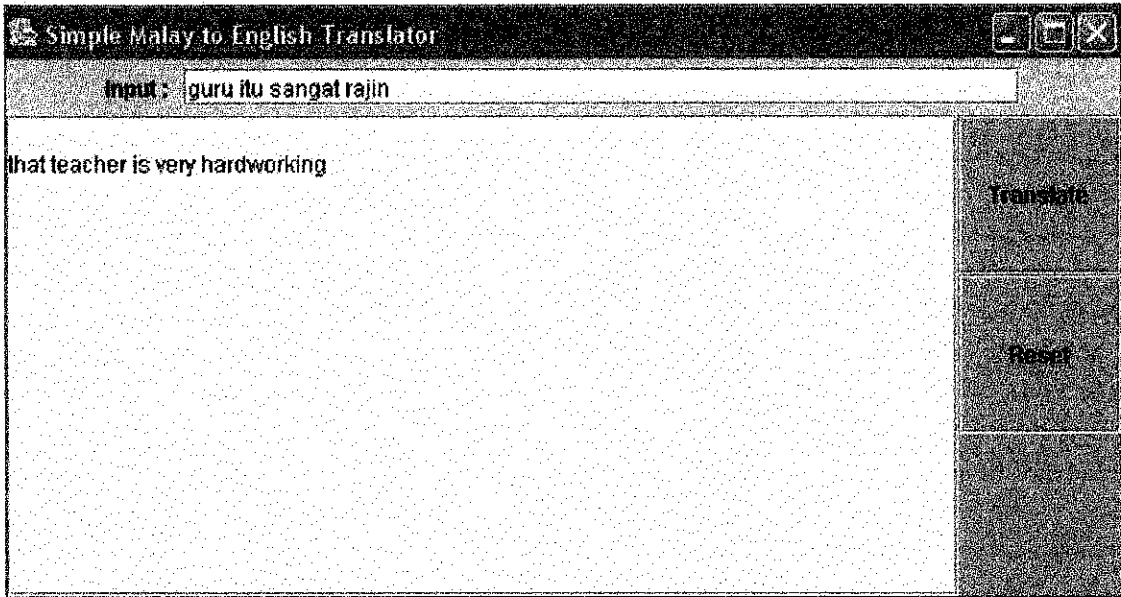 Simple Malay to English Translator
Input : guru itu sangat rajin
that teacher is very hardworking
Translate
Reset